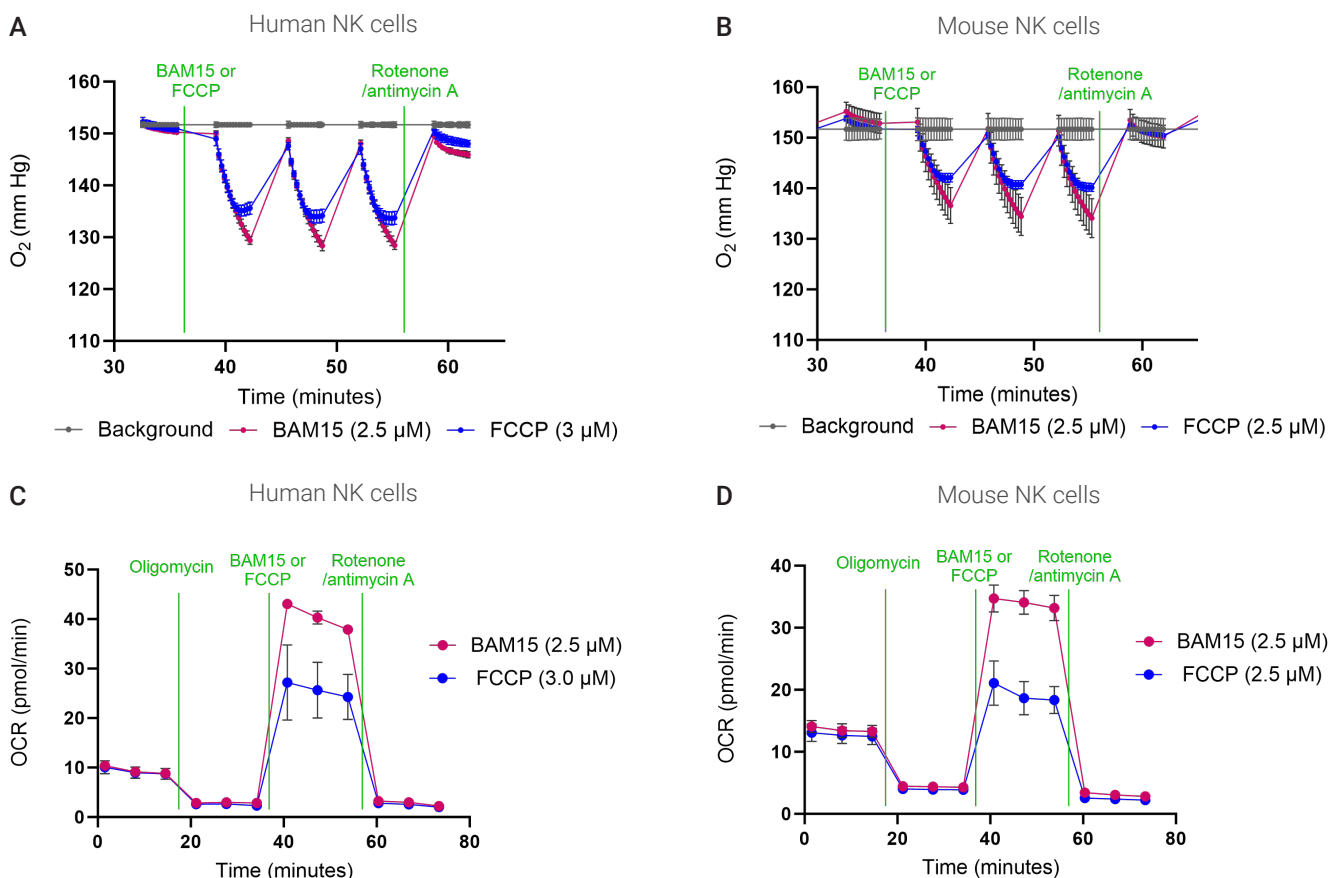 A
Human NK cells
BAM15 or
FCCP
Rotenone
/antimycin A
160
150
140
130
120
110
O2 (mm Hg)
30
40
50
60
Time (minutes)
Background
BAM15 (2.5 µM)
FCCP (3 µM)
B
Mouse NK cells
BAM15 or
FCCP
Rotenone
/antimycin A
160
150
140
130
120
110
O2 (mm Hg)
30
40
50
60
Time (minutes)
Background
BAM15 (2.5 µM)
FCCP (2.5 µM)
C
Human NK cells
Oligomycin
BAM15 or
FCCP
Rotenone
/antimycin A
50
40
30
20
10
0
OCR (pmol/min)
0
20
40
60
80
Time (minutes)
BAM15 (2.5 µM)
FCCP (3.0 µM)
D
Mouse NK cells
Oligomycin
BAM15 or
FCCP
Rotenone
/antimycin A
40
30
20
10
0
OCR (pmol/min)
0
20
40
60
80
Time (minutes)
BAM15 (2.5 µM)
FCCP (2.5 µM)